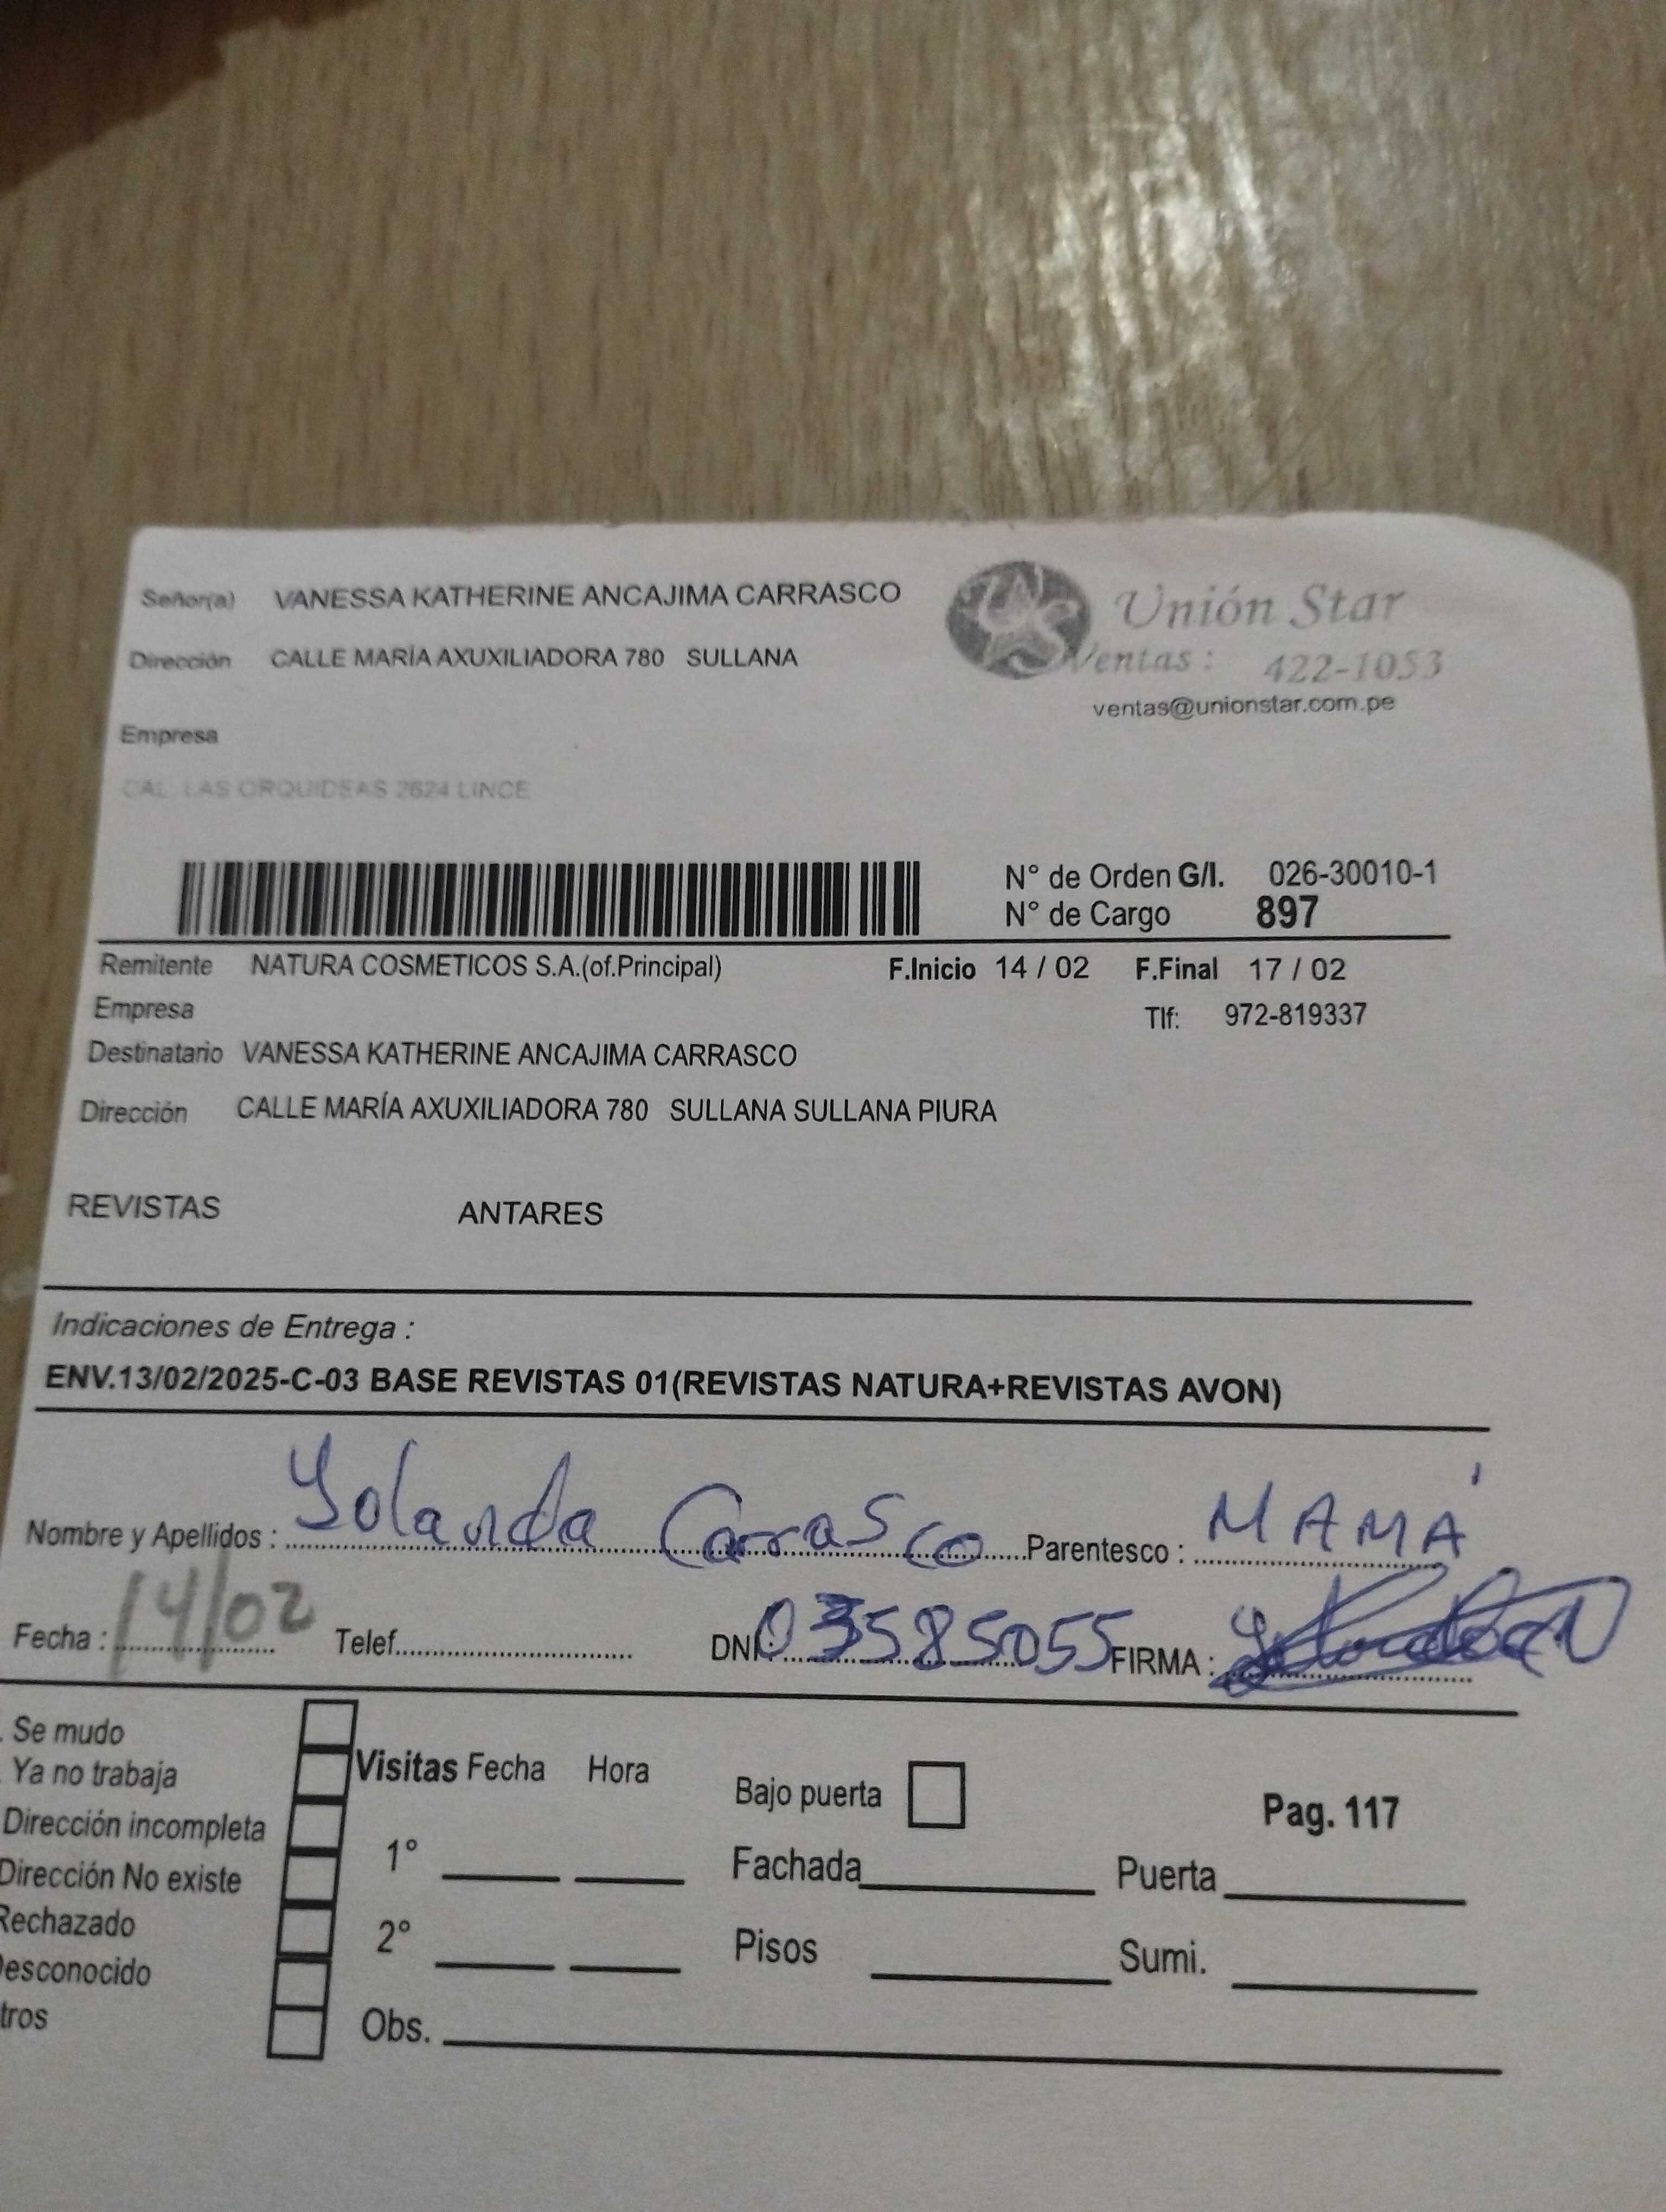 Señor(a) VANESSA KATHERINE ANCAJIMA CARRASCO
Unión Star
Dirección CALLE MARÍA AXUXILIADORA 780 SULLANA
Ventas : 422-1053
ventas@unionstar.com.pe
Empresa
CAL. LAS ORQUIDEAS 2624 LINCE
N° de Orden G/I. 026-30010-1
N° de Cargo 897
Remitente NATURA COSMETICOS S.A.(of.Principal) F.Inicio 14 / 02 F.Final 17 / 02
Empresa Tlf: 972-819337
Destinatario VANESSA KATHERINE ANCAJIMA CARRASCO
Dirección CALLE MARÍA AXUXILIADORA 780 SULLANA SULLANA PIURA
REVISTAS ANTARES
Indicaciones de Entrega :
ENV.13/02/2025-C-03 BASE REVISTAS 01(REVISTAS NATURA+REVISTAS AVON)
Nombre y Apellidos : Yolanda Carrasco Parentesco : MAMÁ
Fecha : 14/02 Telef. DNI: 03585055 FIRMA :
Se mudo
Ya no trabaja
Dirección incompleta
Dirección No existe
Rechazado
Desconocido
tros
Visitas Fecha Hora
1°
2°
Obs.
Bajo puerta
Fachada
Pisos
Pag. 117
Puerta
Sumi.